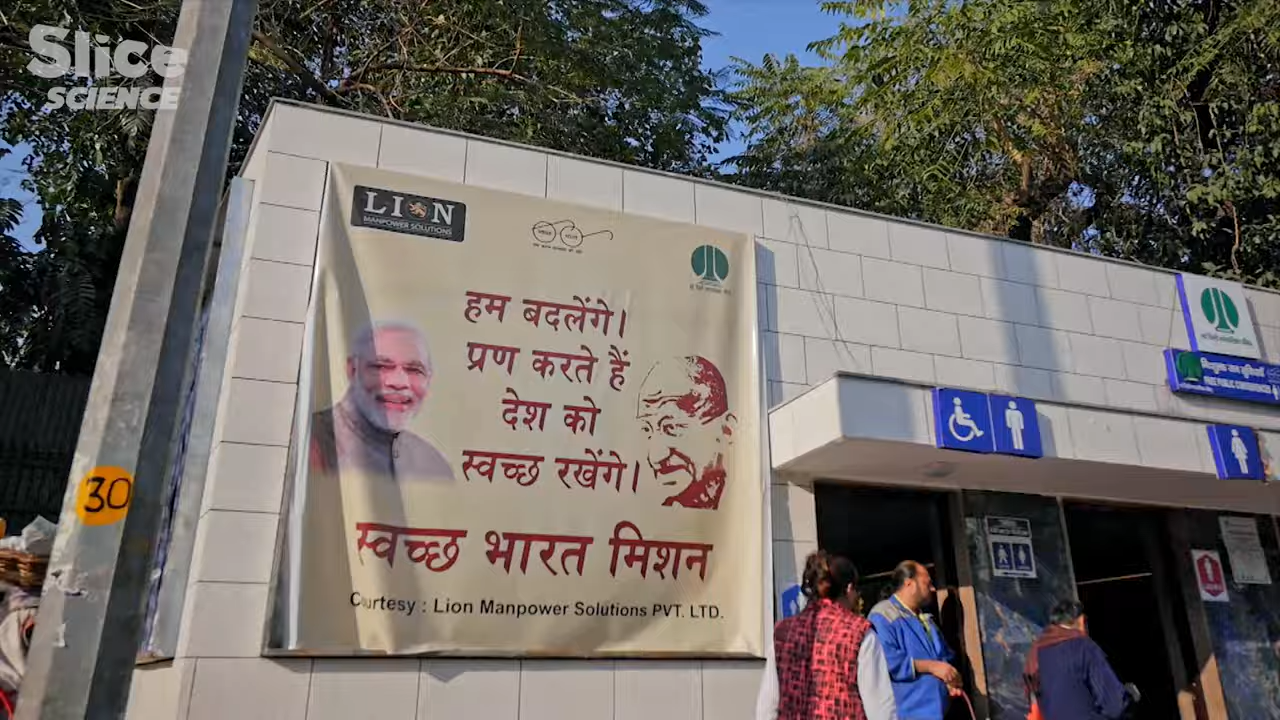 Slice
SCIENCE
LION
MANPOWER SOLUTIONS
हम बदलेंगे।
प्रण करते हैं
देश को
स्वच्छ रखेंगे।
स्वच्छ भारत मिशन
Courtesy : Lion Manpower Solutions PVT. LTD.
30